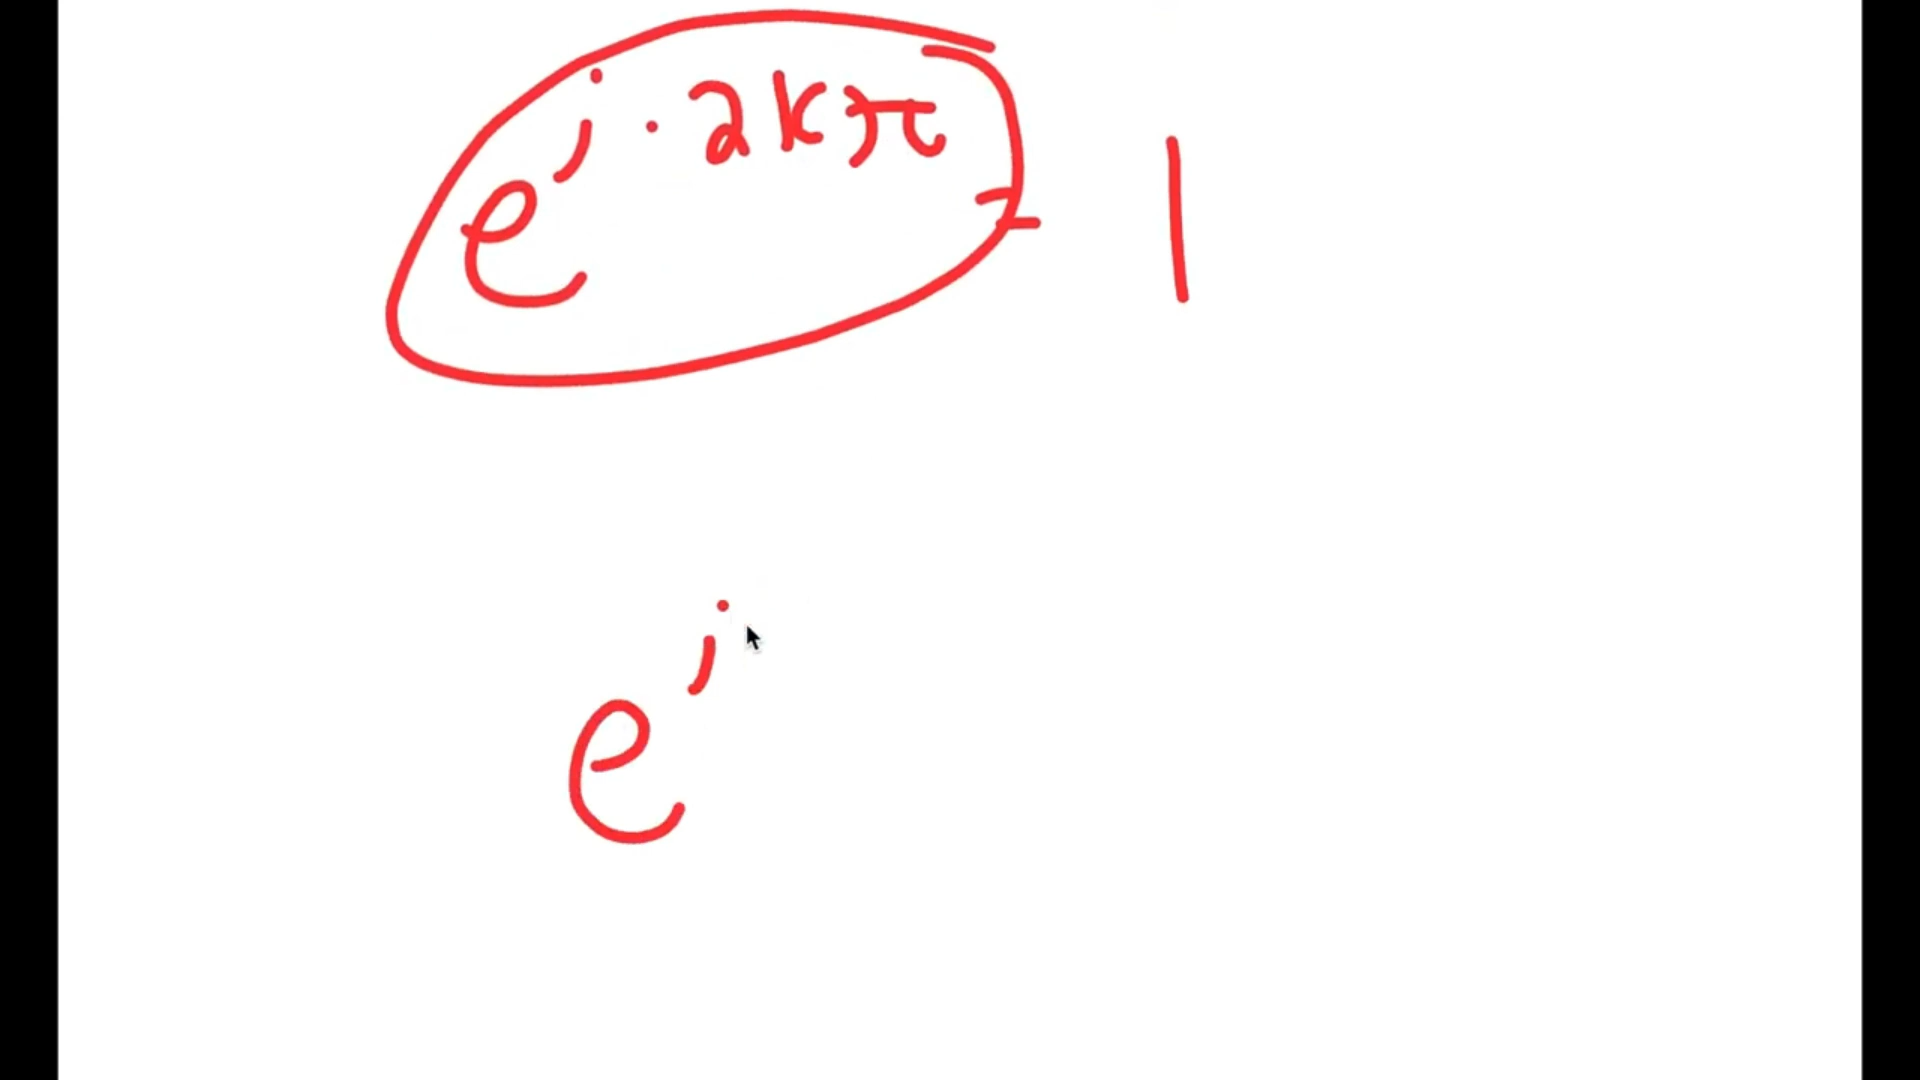 e^{i · 2kπ} = 1
e^{i}